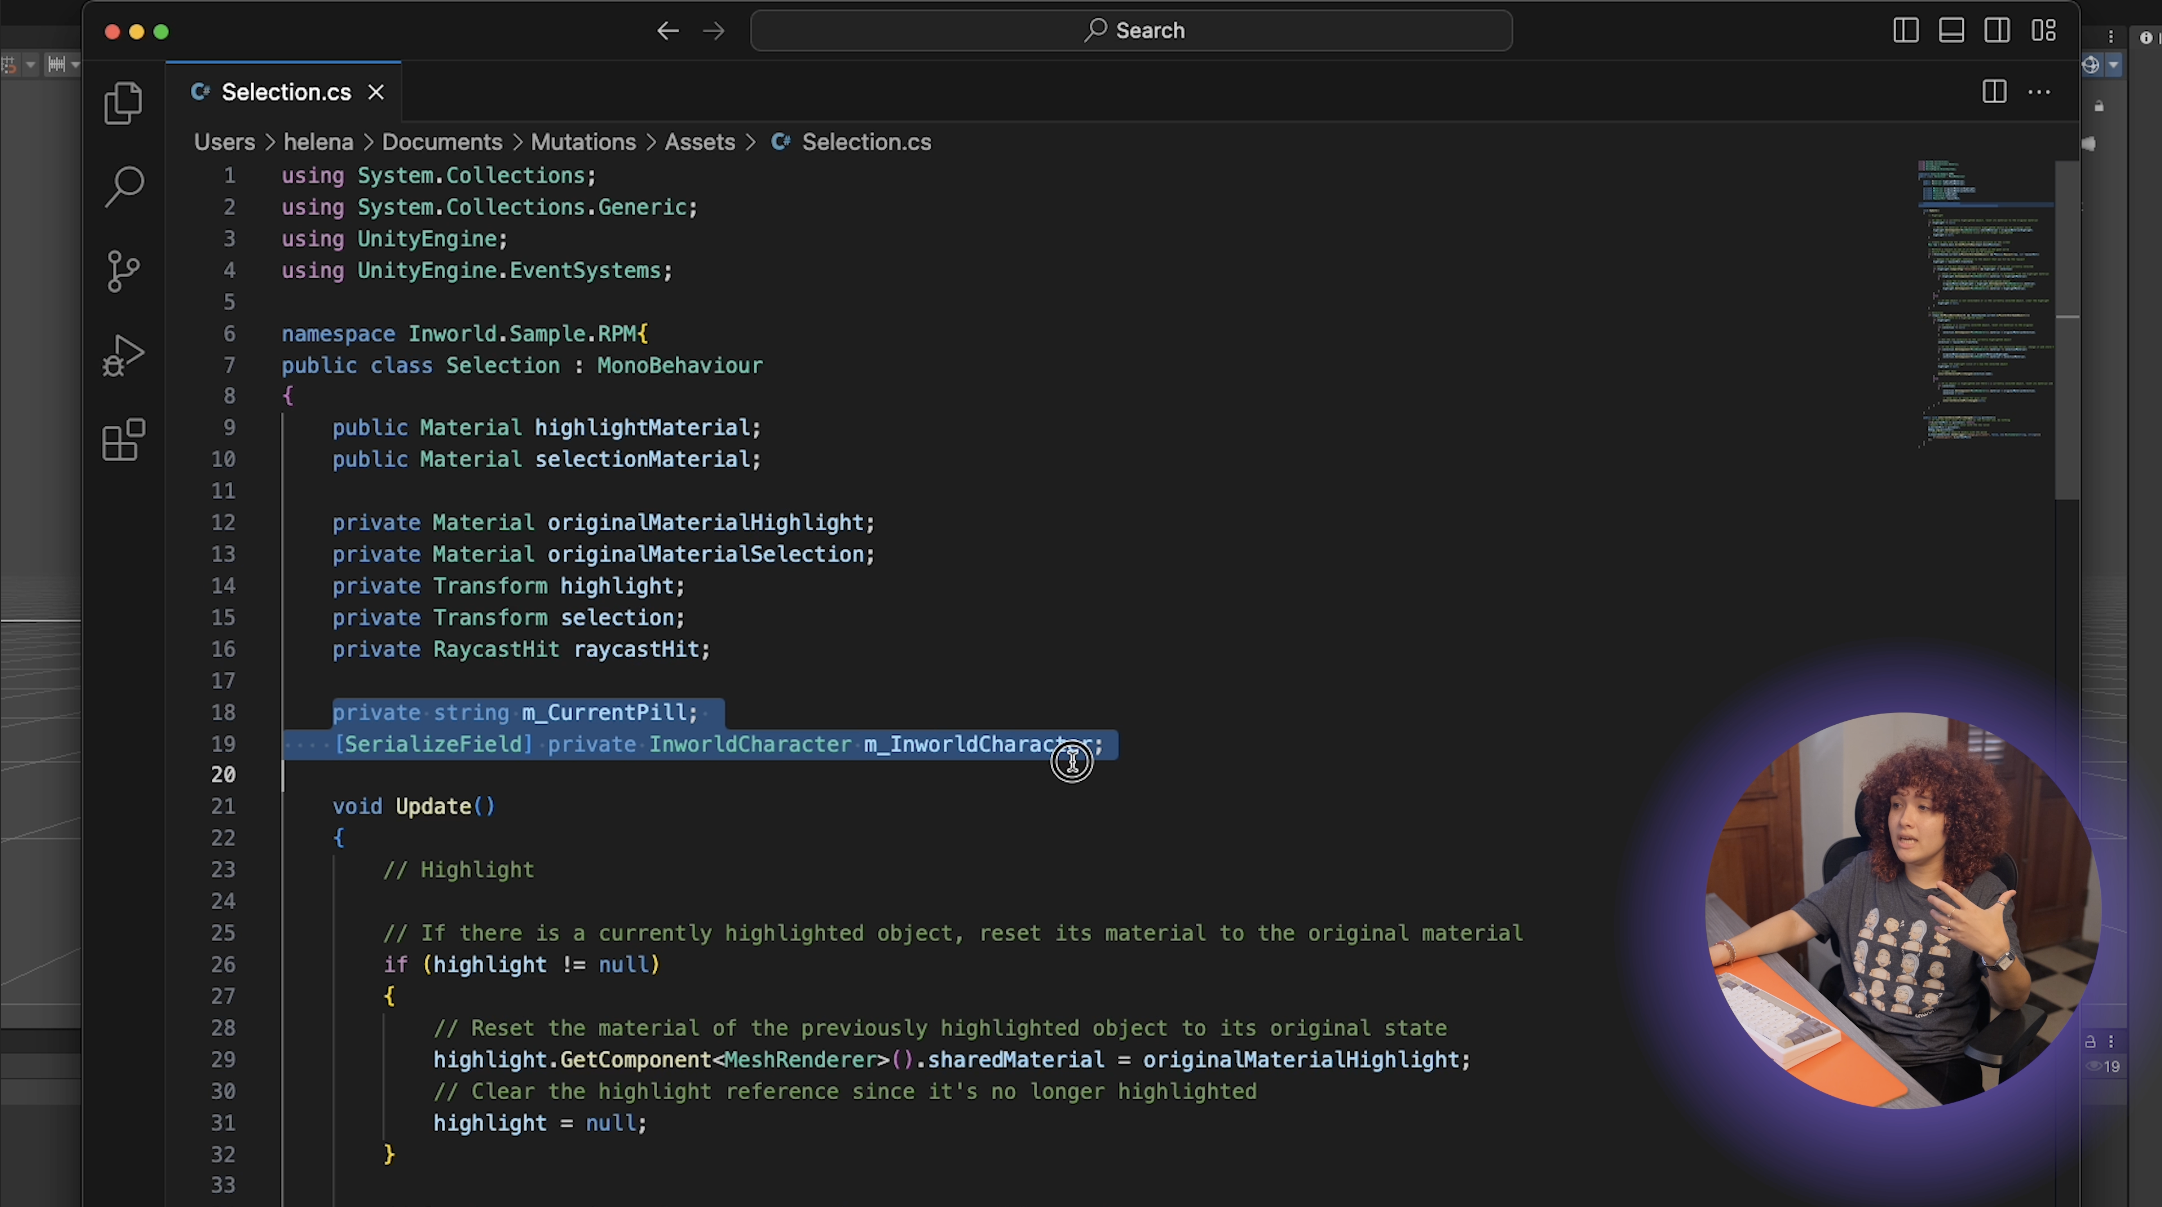 Search
Selection.cs
Users > helena > Documents > Mutations > Assets > Selection.cs
1 using System.Collections;
2 using System.Collections.Generic;
3 using UnityEngine;
4 using UnityEngine.EventSystems;
5
6 namespace Inworld.Sample.RPM{
7 public class Selection : MonoBehaviour
8 {
9 public Material highlightMaterial;
10 public Material selectionMaterial;
11
12 private Material originalMaterialHighlight;
13 private Material originalMaterialSelection;
14 private Transform highlight;
15 private Transform selection;
16 private RaycastHit raycastHit;
17
18 private string m_CurrentPill;
19 [SerializeField] private InworldCharacter m_InworldCharacter;
20
21 void Update()
22 {
23 // Highlight
24
25 // If there is a currently highlighted object, reset its material to the original material
26 if (highlight != null)
27 {
28 // Reset the material of the previously highlighted object to its original state
29 highlight.GetComponent<MeshRenderer>().sharedMaterial = originalMaterialHighlight;
30 // Clear the highlight reference since it's no longer highlighted
31 highlight = null;
32 }
33
19